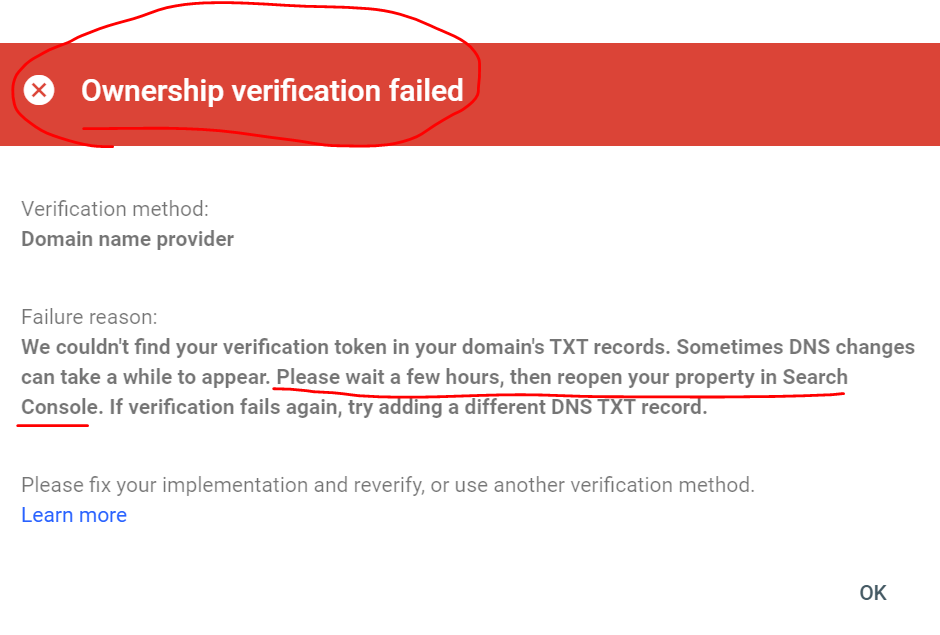 Ownership verification failed
Verification method:
Domain name provider
Failure reason:
We couldn't find your verification token in your domain's TXT records. Sometimes DNS changes
can take a while to appear. Please wait a few hours, then reopen your property in Search
Console. If verification fails again, try adding a different DNS TXT record.
Please fix your implementation and reverify, or use another verification method.
Learn more
OK